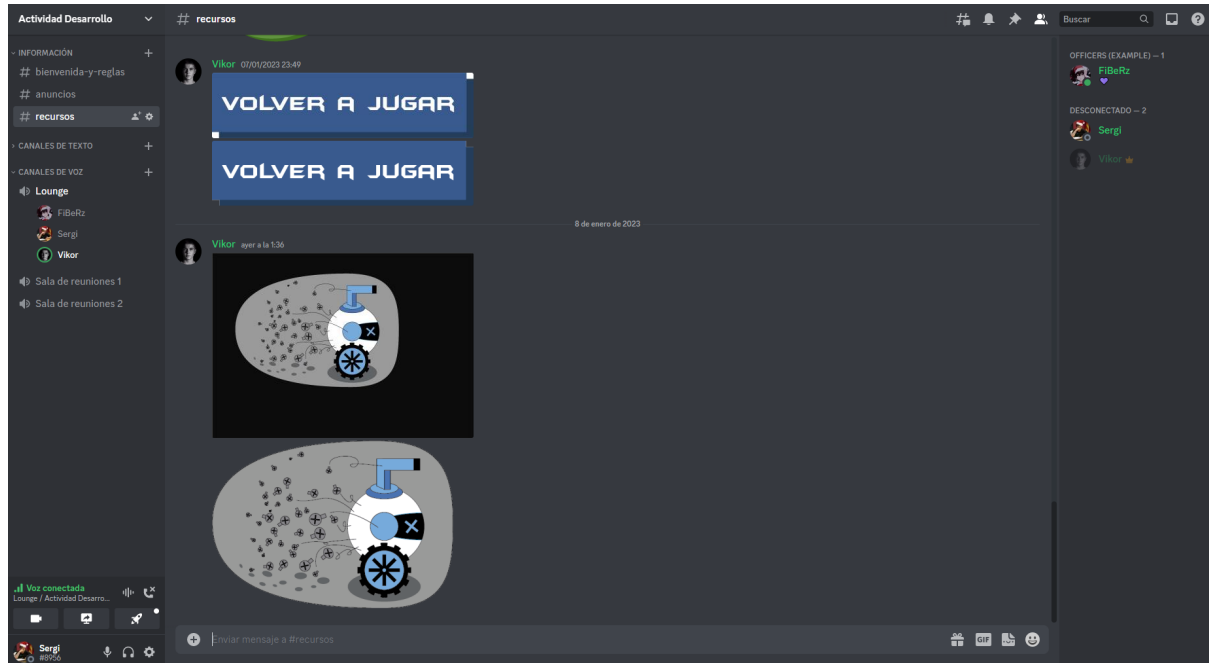 Actividad Desarrollo
INFORMACIÓN
# bienvenida-y-reglas
# anuncios
# recursos
CANALES DE TEXTO
CANALES DE VOZ
Lounge
FiBeRz
Sergi
Vikor
Sala de reuniones 1
Sala de reuniones 2
Voz conectada
Lounge / Actividad Desarro...
Sergi
#8956
# recursos
Buscar
Vikor 07/01/2023 23:49
VOLVER A JUGAR
VOLVER A JUGAR
8 de enero de 2023
Vikor ayer a la 1:36
Enviar mensaje a #recursos
GIF
OFFICERS (EXAMPLE) — 1
FiBeRz
DESCONECTADO — 2
Sergi
Vikor